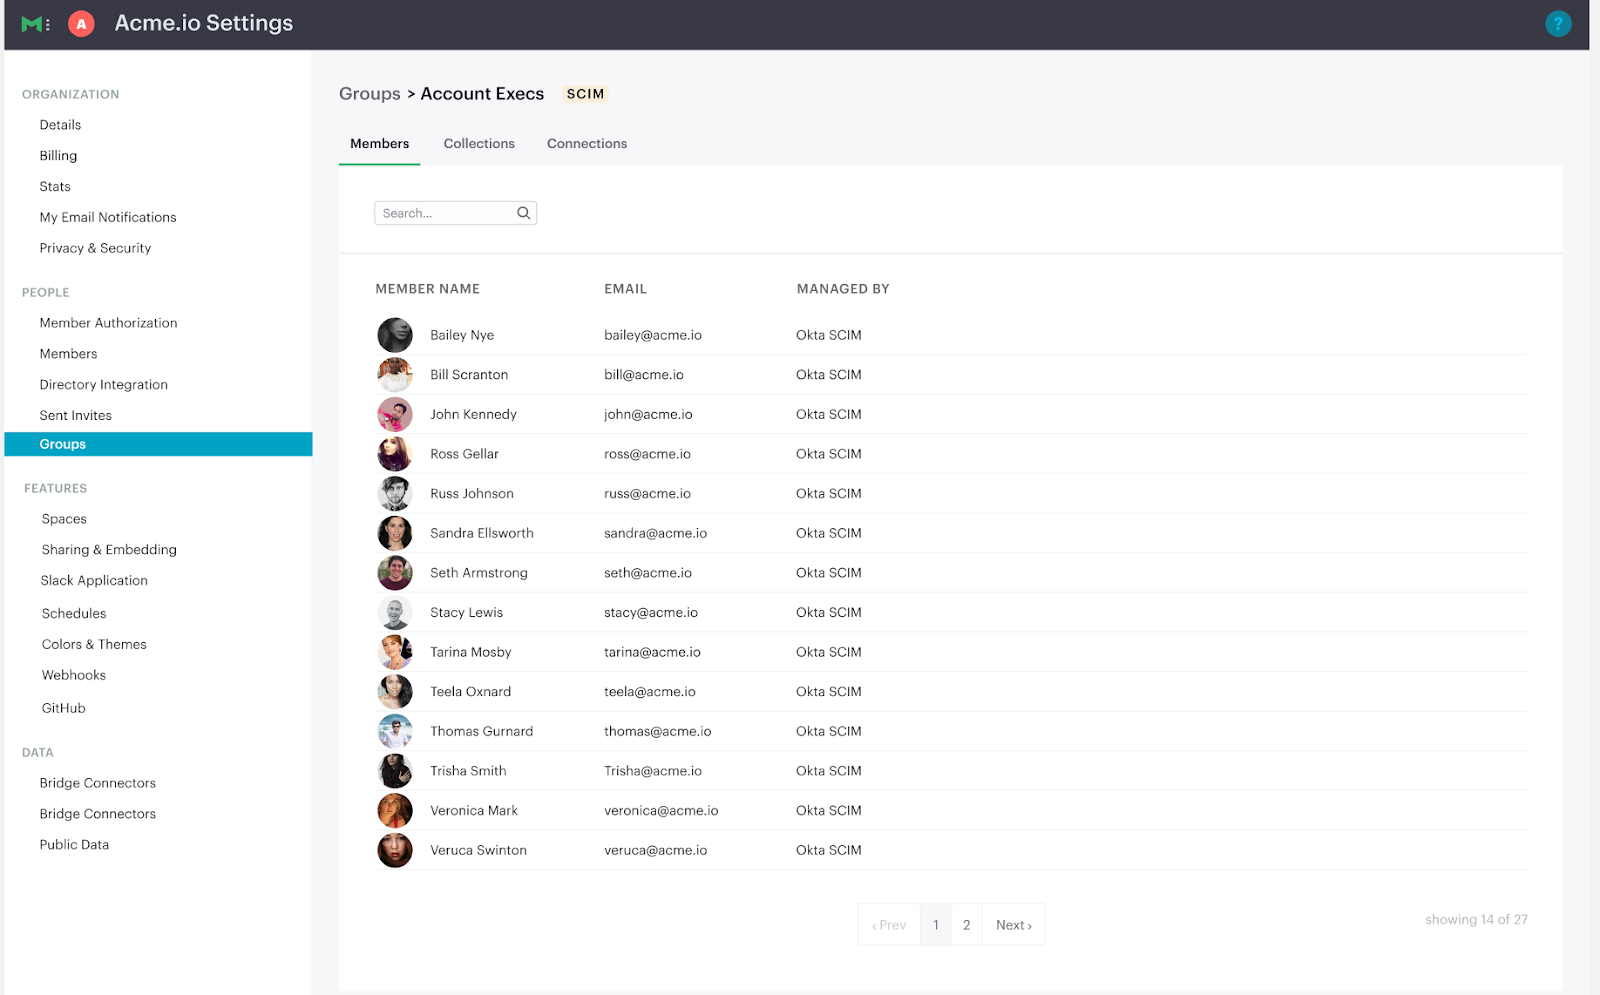 A Acme.io Settings ?
ORGANIZATION
Details
Billing
Stats
My Email Notifications
Privacy & Security
PEOPLE
Member Authorization
Members
Directory Integration
Sent Invites
Groups
FEATURES
Spaces
Sharing & Embedding
Slack Application
Schedules
Colors & Themes
Webhooks
GitHub
DATA
Bridge Connectors
Bridge Connectors
Public Data
Groups > Account Execs SCIM
Members Collections Connections
Search...
MEMBER NAME EMAIL MANAGED BY
Bailey Nye bailey@acme.io Okta SCIM
Bill Scranton bill@acme.io Okta SCIM
John Kennedy john@acme.io Okta SCIM
Ross Gellar ross@acme.io Okta SCIM
Russ Johnson russ@acme.io Okta SCIM
Sandra Ellsworth sandra@acme.io Okta SCIM
Seth Armstrong seth@acme.io Okta SCIM
Stacy Lewis stacy@acme.io Okta SCIM
Tarina Mosby tarina@acme.io Okta SCIM
Teela Oxnard teela@acme.io Okta SCIM
Thomas Gurnard thomas@acme.io Okta SCIM
Trisha Smith Trisha@acme.io Okta SCIM
Veronica Mark veronica@acme.io Okta SCIM
Veruca Swinton veruca@acme.io Okta SCIM
‹ Prev 1 2 Next ›
showing 14 of 27